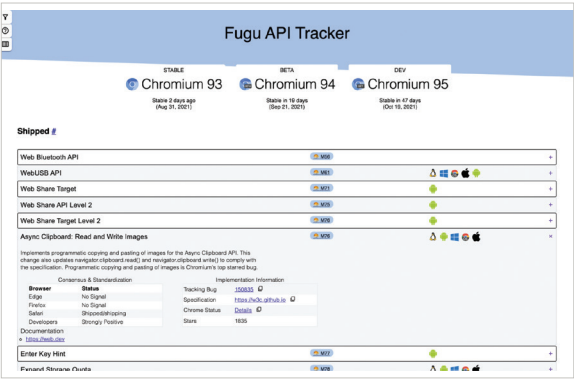 Fugu API Tracker
STABLE
Chromium 93
Stable 2 days ago
(Aug 31, 2021)
BETA
Chromium 94
Stable in 19 days
(Sep 21, 2021)
DEV
Chromium 95
Stable in 47 days
(Oct 19, 2021)
Shipped #
Web Bluetooth API M56 +
WebUSB API M61 +
Web Share Target M71 +
Web Share API Level 2 +
Web Share Target Level 2 M76 +
Async Clipboard: Read and Write Images M76
Implements programmatic copying and pasting of images for the Async Clipboard API. This
change also updates navigator.clipboard.read() and navigator.clipboard.write() to comply with
the specification. Programmatic copying and pasting of images is Chromium's top starred bug.
Consensus & Standardization
Browser Status
Edge No Signal
Firefox No Signal
Safari Shipped/shipping
Developers Strongly Positive
Implementation Information
Tracking Bug 150835
Specification https://w3c.github.io
Chrome Status Details
Stars 1635
Documentation
https://web.dev
Enter Key Hint M77 +
Expand Storage Quota M78 +